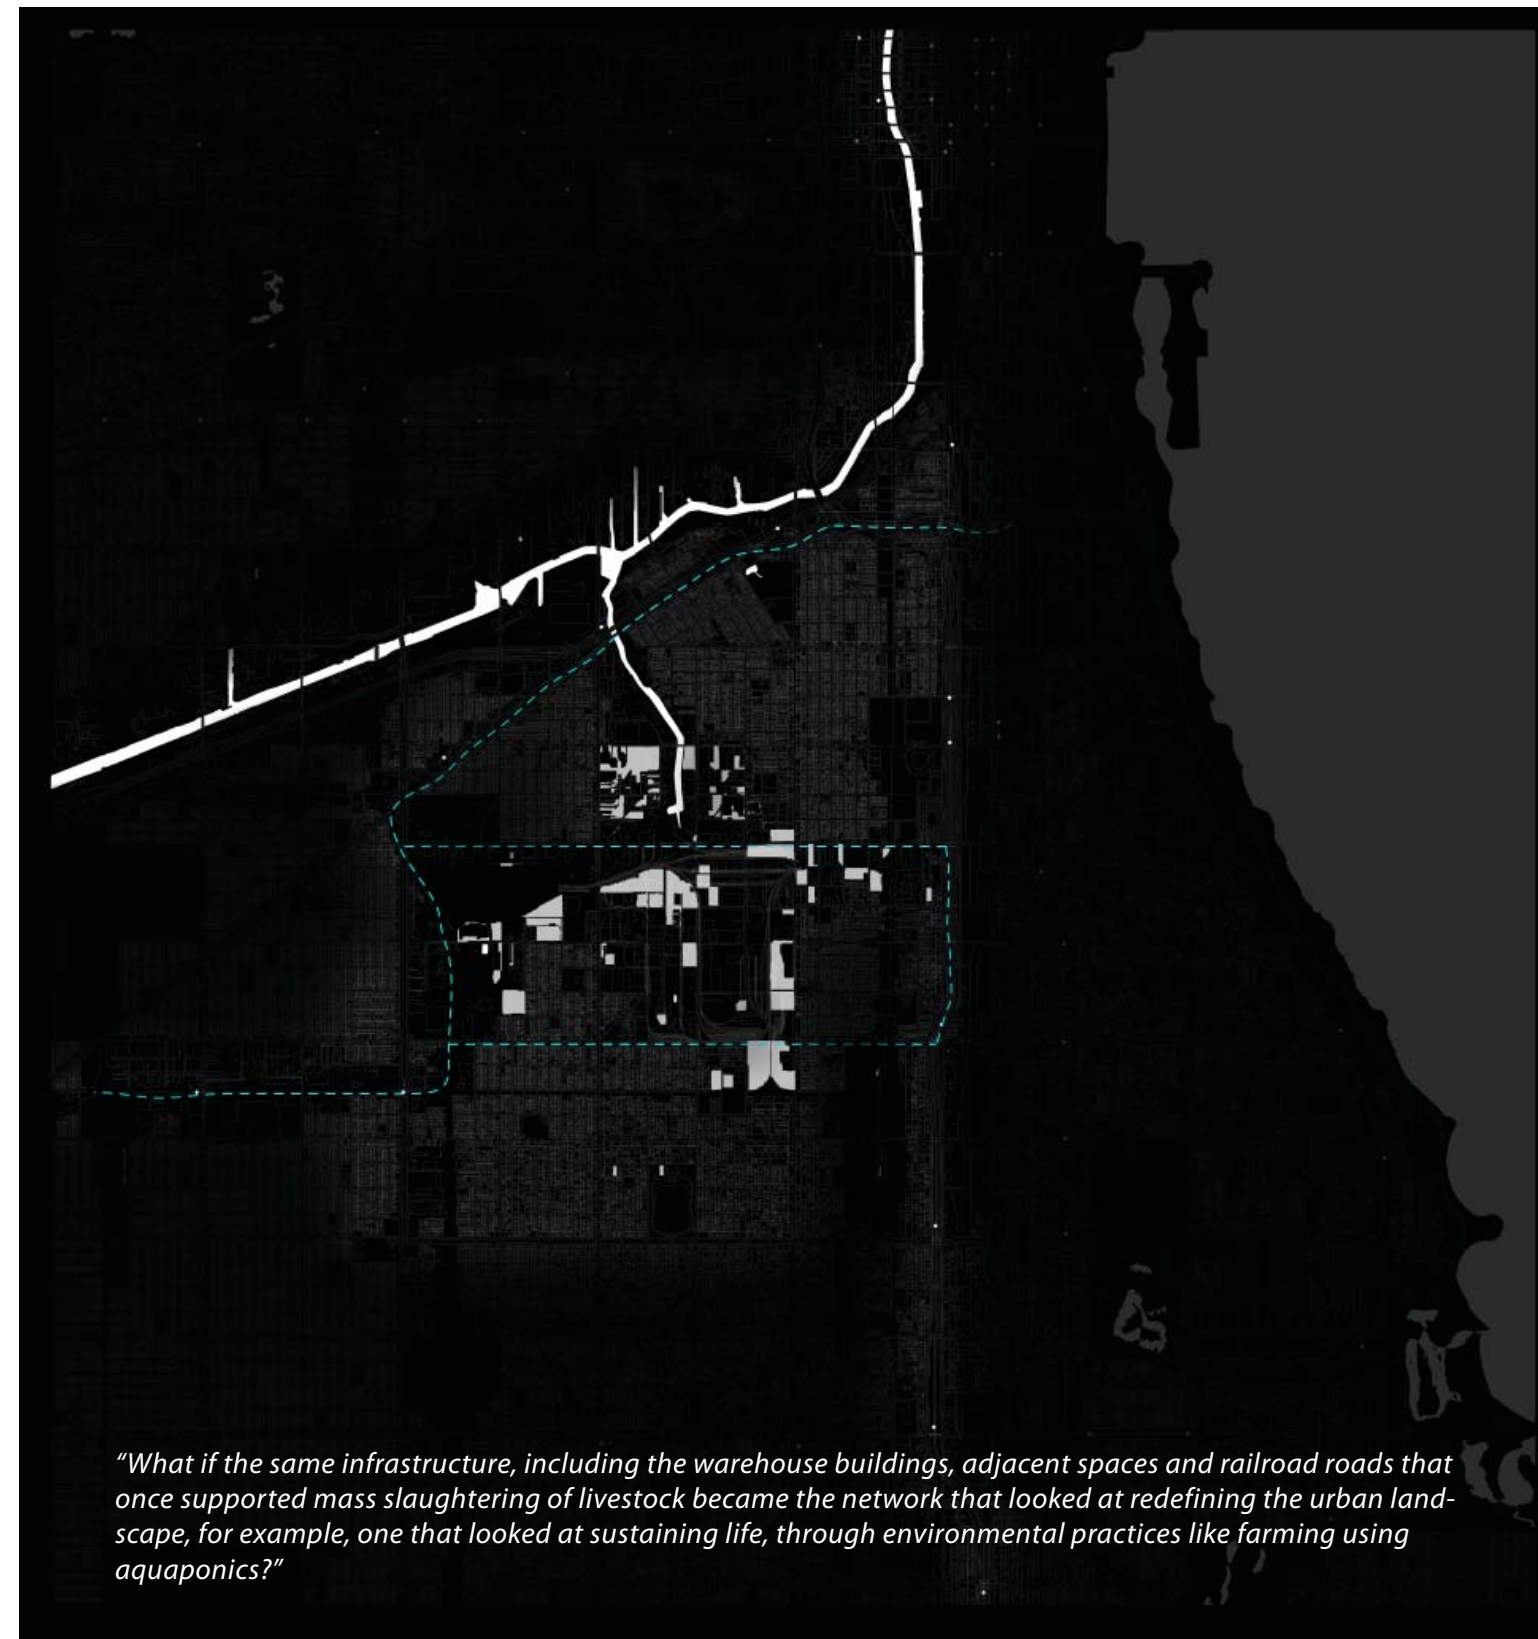 “What if the same infrastructure, including the warehouse buildings, adjacent spaces and railroad roads that
once supported mass slaughtering of livestock became the network that looked at redefining the urban land-
scape, for example, one that looked at sustaining life, through environmental practices like farming using
aquaponics?”